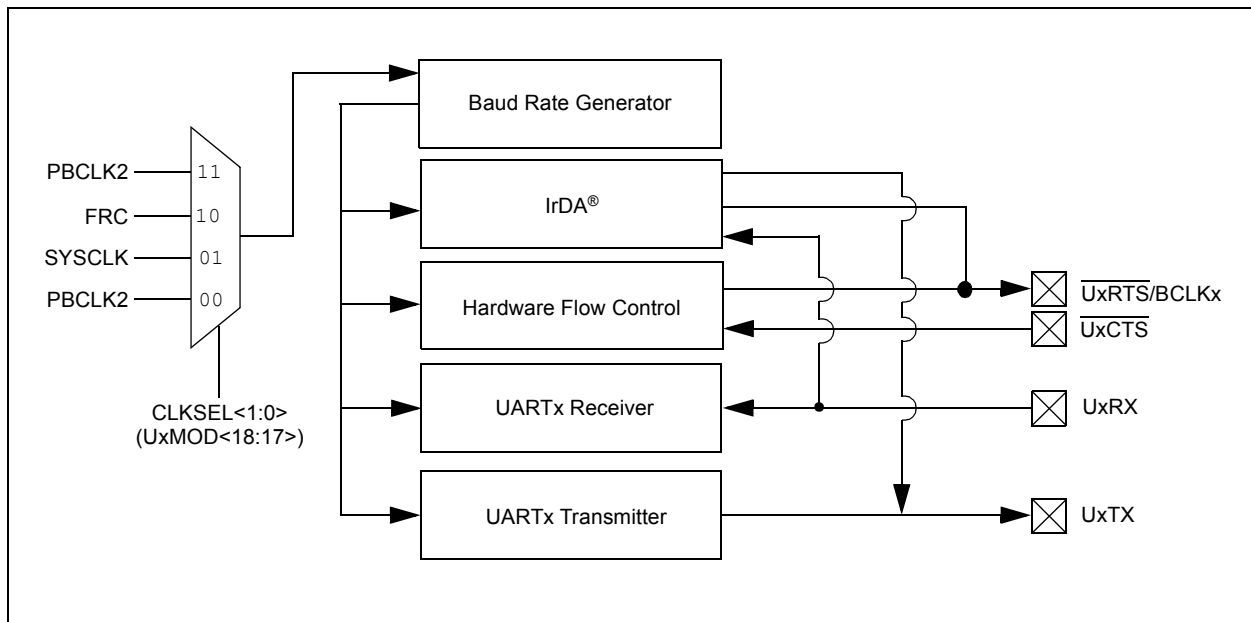 Baud Rate Generator
PBCLK2
11
FRC
10
SYSCLK
01
PBCLK2
00
CLKSEL<1:0>
(UxMOD<18:17>)
IrDA®
Hardware Flow Control
UARTx Receiver
UARTx Transmitter
UxRTS/BCLKx
UxCTS
UxRX
UxTX